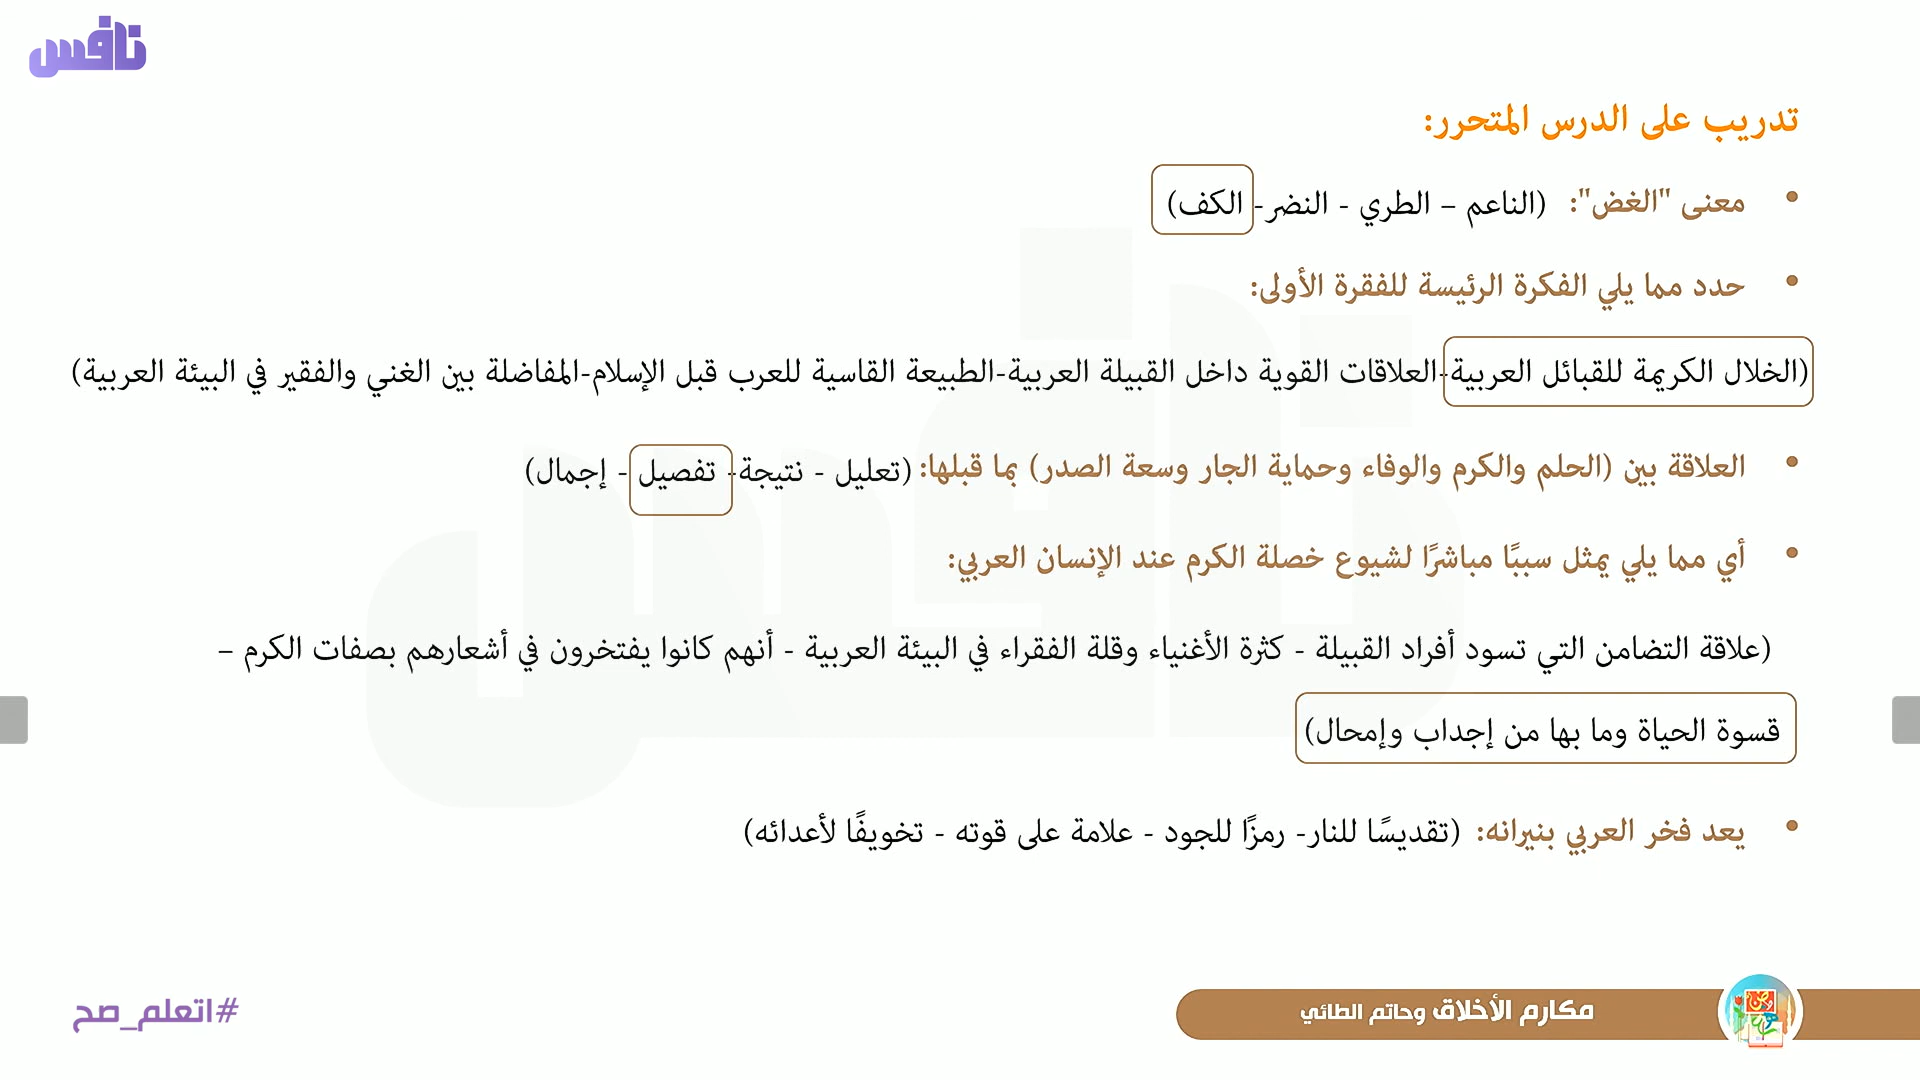 نافس
تدريب على الدرس المتحرر:
• معنى "الغض": (الناعم – الطري - النضر- الكف)
• حدد مما يلي الفكرة الرئيسة للفقرة الأولى:
(الخلال الكريمة للقبائل العربية-العلاقات القوية داخل القبيلة العربية-الطبيعة القاسية للعرب قبل الإسلام-المفاضلة بين الغني والفقير في البيئة العربية)
• العلاقة بين (الحلم والكرم والوفاء وحماية الجار وسعة الصدر) بما قبلها: (تعليل - نتيجة- تفصيل - إجمال)
• أي مما يلي يمثل سببًا مباشرًا لشيوع خصلة الكرم عند الإنسان العربي:
(علاقة التضامن التي تسود أفراد القبيلة - كثرة الأغنياء وقلة الفقراء في البيئة العربية - أنهم كانوا يفتخرون في أشعارهم بصفات الكرم –
قسوة الحياة وما بها من إجداب وإمحال)
• يعد فخر العربي بنيرانه: (تقديسًا للنار- رمزًا للجود - علامة على قوته - تخويفًا لأعدائه)
مكارم الأخلاق وحاتم الطائي
#اتعلم_صح